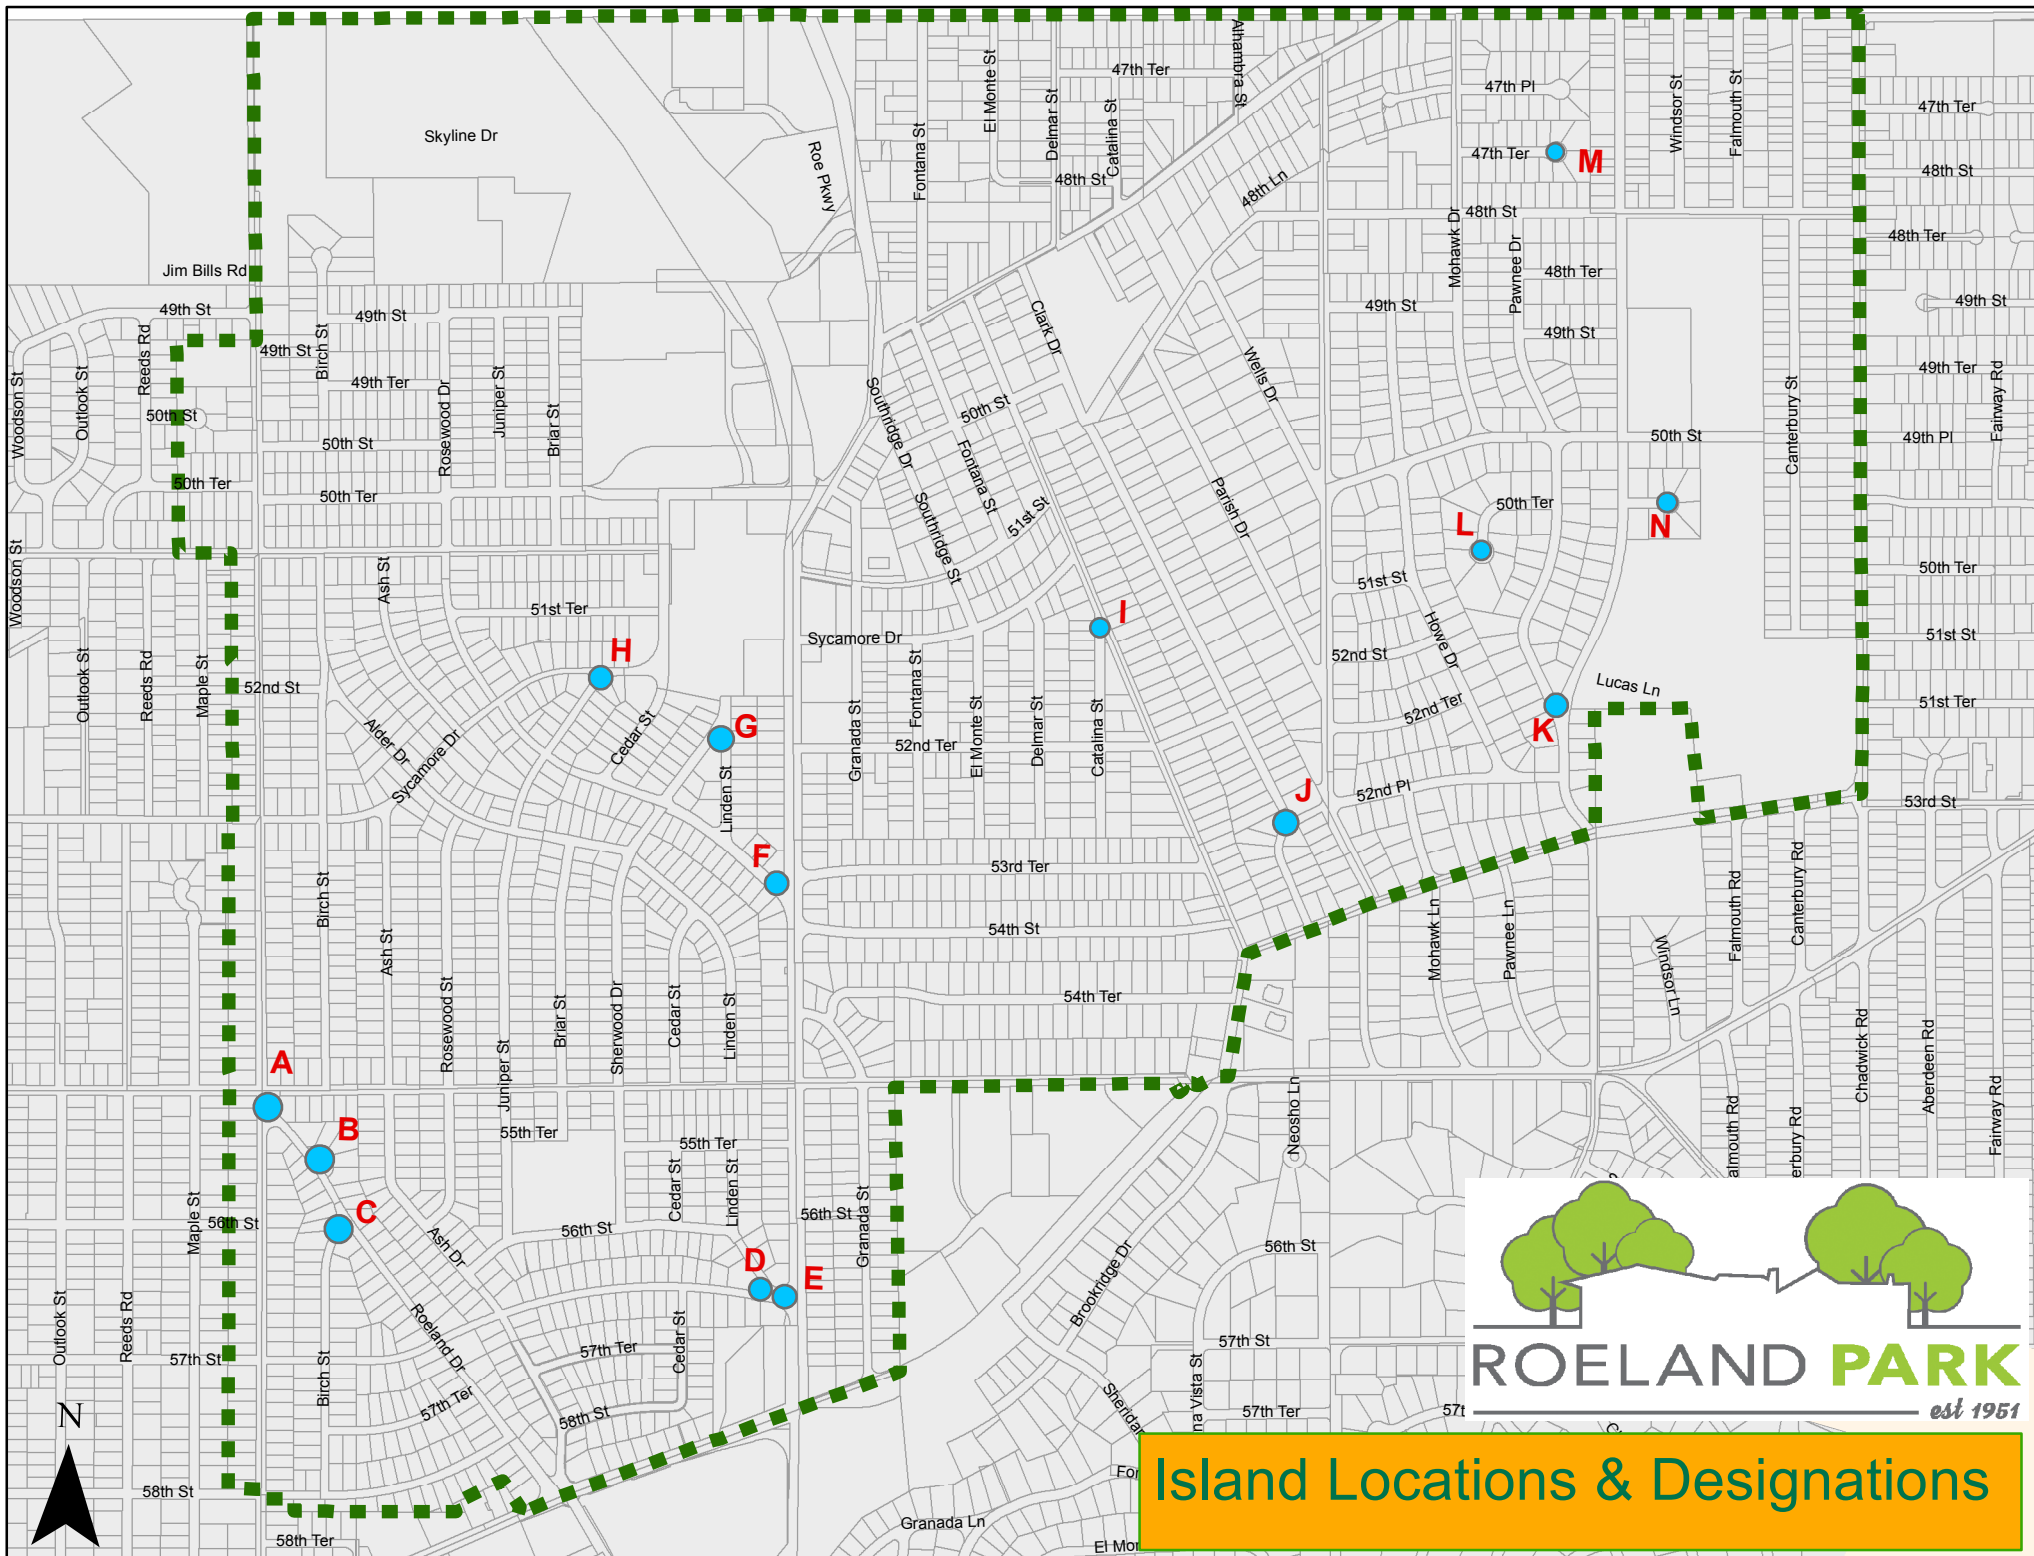 Alhambra St
47th Ter
El Monte St
Delmar St
Catalina St
47th Pl
Windsor St
Falmouth St
47th Ter
Skyline Dr
Roe Pkwy
Fontana St
48th St
48th Ln
47th Ter
M
48th St
48th St
Mohawk Dr
Pawnee Dr
48th Ter
48th Ter
Jim Bills Rd
49th St
49th St
49th St
Birch St
49th Ter
Reeds Rd
Outlook St
Woodson St
50th St
50th St
50th Ter
50th Ter
Rosewood Dr
Juniper St
Briar St
Clark Dr
Wells Dr
49th St
49th St
49th St
49th Ter
Fairway Rd
49th Pl
Canterbury St
50th St
Southridge Dr
50th St
Fontana St
Southridge St
51st St
Parish Dr
50th Ter
L
N
50th Ter
51st St
51st St
51st Ter
Woodson St
Ash St
51st Ter
Sycamore Dr
I
H
52nd St
Howe Dr
Lucas Ln
52nd Ter
K
Outlook St
Reeds Rd
Maple St
52nd St
Alder Dr
Sycamore Dr
Cedar St
G
Linden St
Granada St
Fontana St
52nd Ter
El Monte St
Delmar St
Catalina St
J
52nd Pl
53rd St
F
53rd Ter
54th St
54th Ter
Birch St
Ash St
Rosewood St
Juniper St
Briar St
Sherwood Dr
Cedar St
Linden St
Mohawk Ln
Pawnee Ln
Windsor Ln
Falmouth Rd
Canterbury Rd
Chadwick Rd
Aberdeen Rd
Fairway Rd
A
B
C
55th Ter
55th Ter
Cedar St
Linden St
Neosho Ln
almouth Rd
erbury Rd
Maple St
56th St
56th St
56th St
Granada St
D
E
Ash Dr
Roeland Dr
56th St
Brookridge Dr
Outlook St
Reeds Rd
57th St
Birch St
57th Ter
57th Ter
Cedar St
58th St
57th St
na Vista St
57th Ter
57t
Sheridan
N
58th St
58th Ter
Granada Ln
For
El Mor
ROELAND PARK
est 1951
Island Locations & Designations